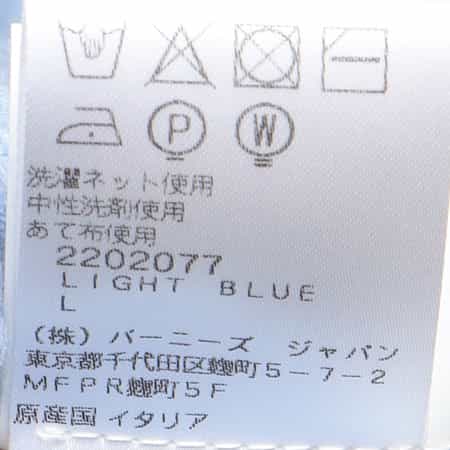 P W
洗濯ネット使用
中性洗剤使用
あて布使用
2202077
LIGHT BLUE
L
(株) バーニーズ ジャパン
東京都千代田区麹町5-7-2
MFPR麹町5F
原産国 イタリア